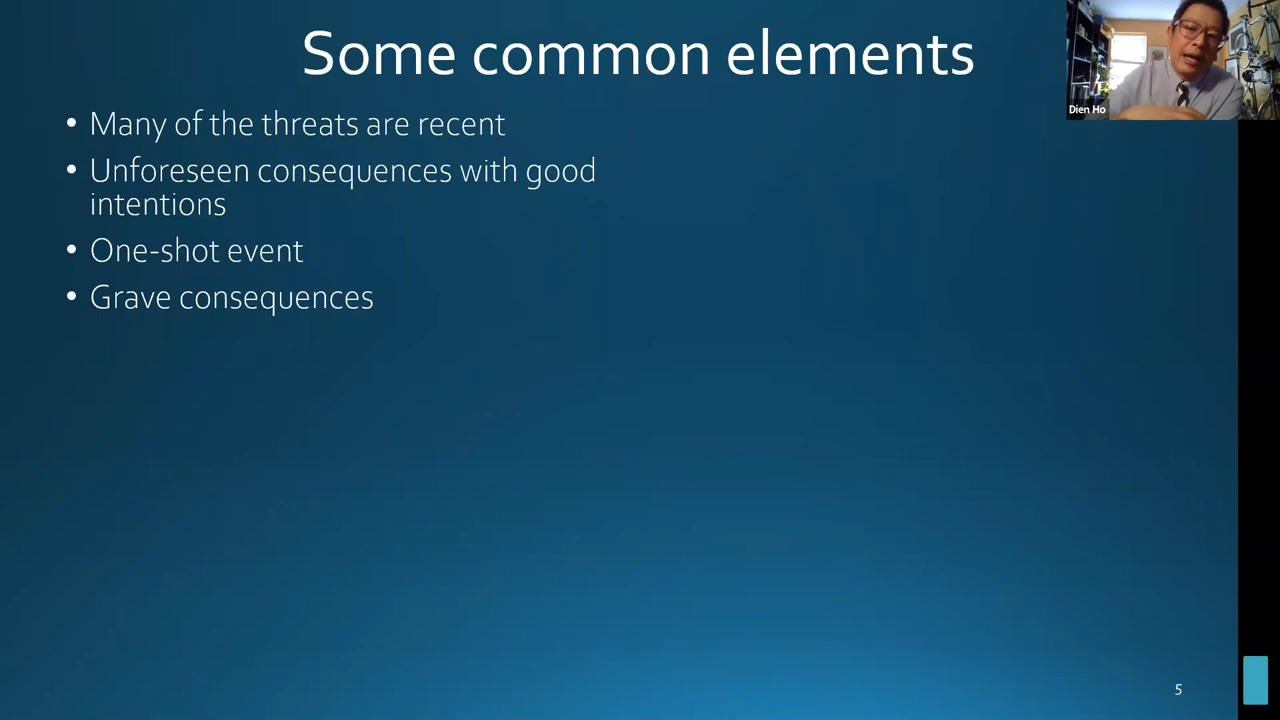 Some common elements
Dien Ho
• Many of the threats are recent
• Unforeseen consequences with good
intentions
• One-shot event
• Grave consequences
5